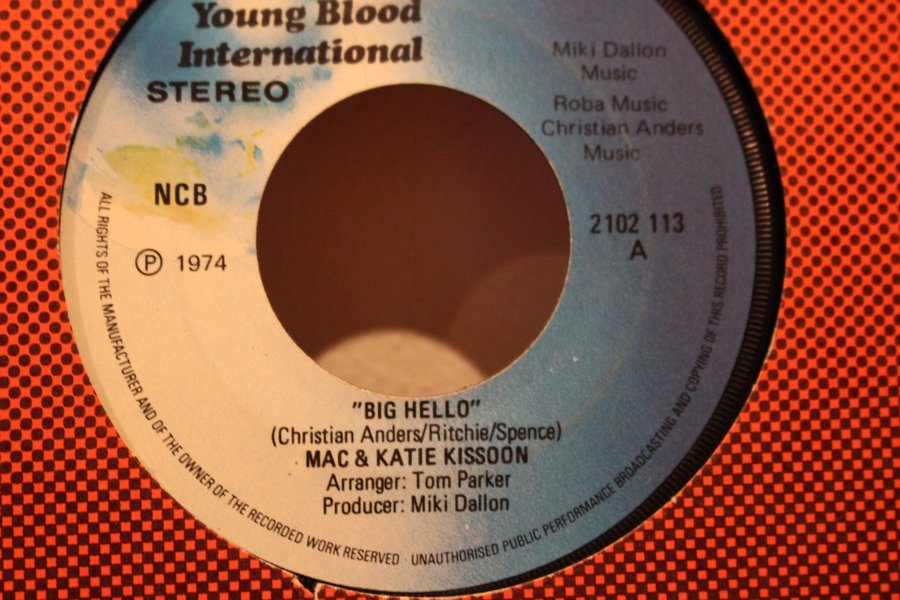 Young Blood
International
STEREO
Miki Dallon
Music
Roba Music
Christian Anders
Music
NCB
Ⓟ 1974
2102 113
A
"BIG HELLO"
(Christian Anders/Ritchie/Spence)
MAC & KATIE KISSOON
Arranger: Tom Parker
Producer: Miki Dallon
ALL RIGHTS OF THE MANUFACTURER AND OF THE OWNER OF THE RECORDED WORK RESERVED · UNAUTHORISED PUBLIC PERFORMANCE BROADCASTING AND COPYING OF THIS RECORD PROHIBITED